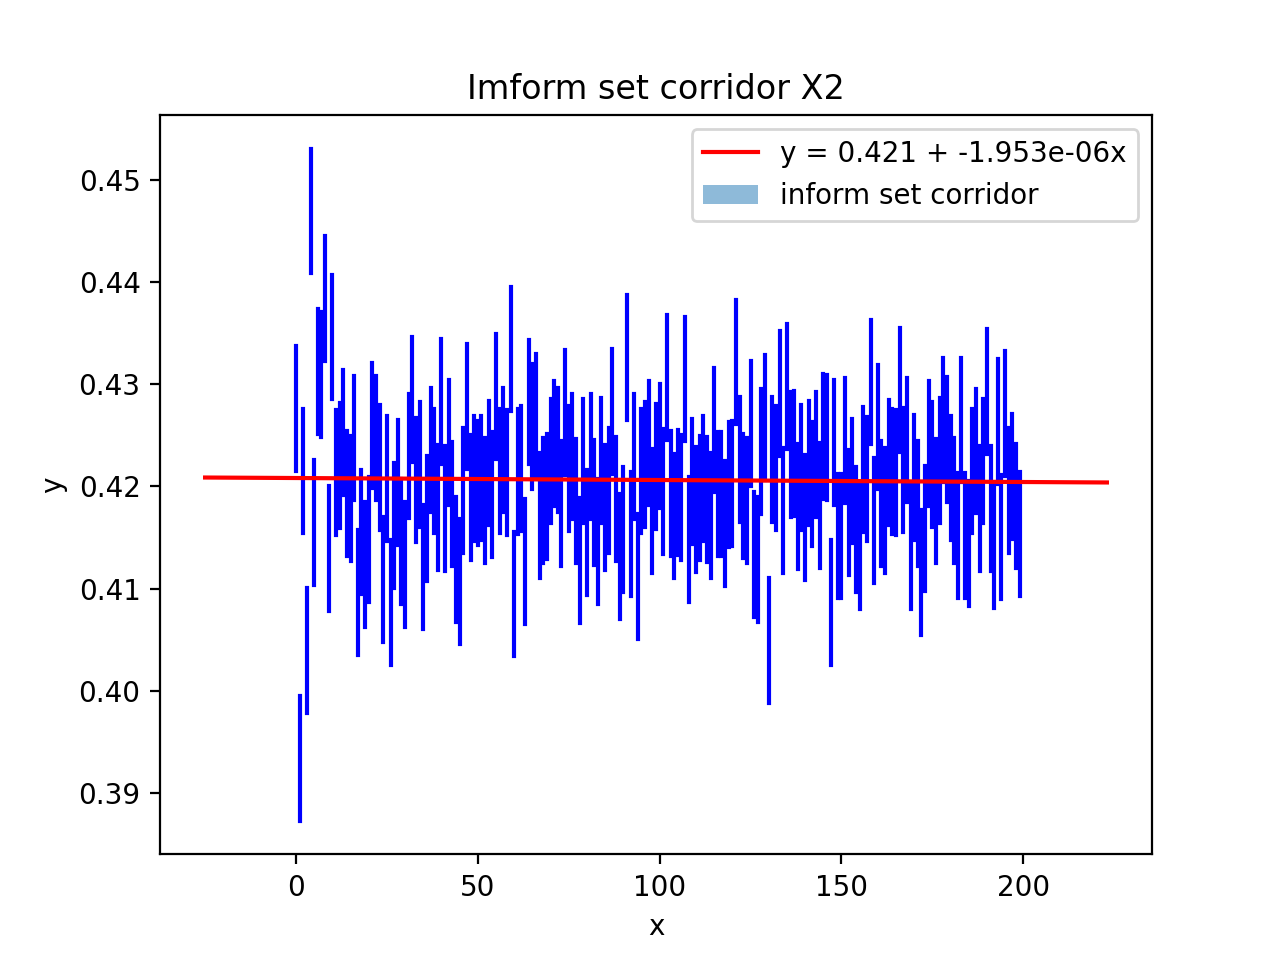 Imform set corridor X2
y = 0.421 + -1.953e-06x
inform set corridor
0.45
0.44
0.43
0.42
0.41
0.40
0.39
y
0 50 100 150 200
x